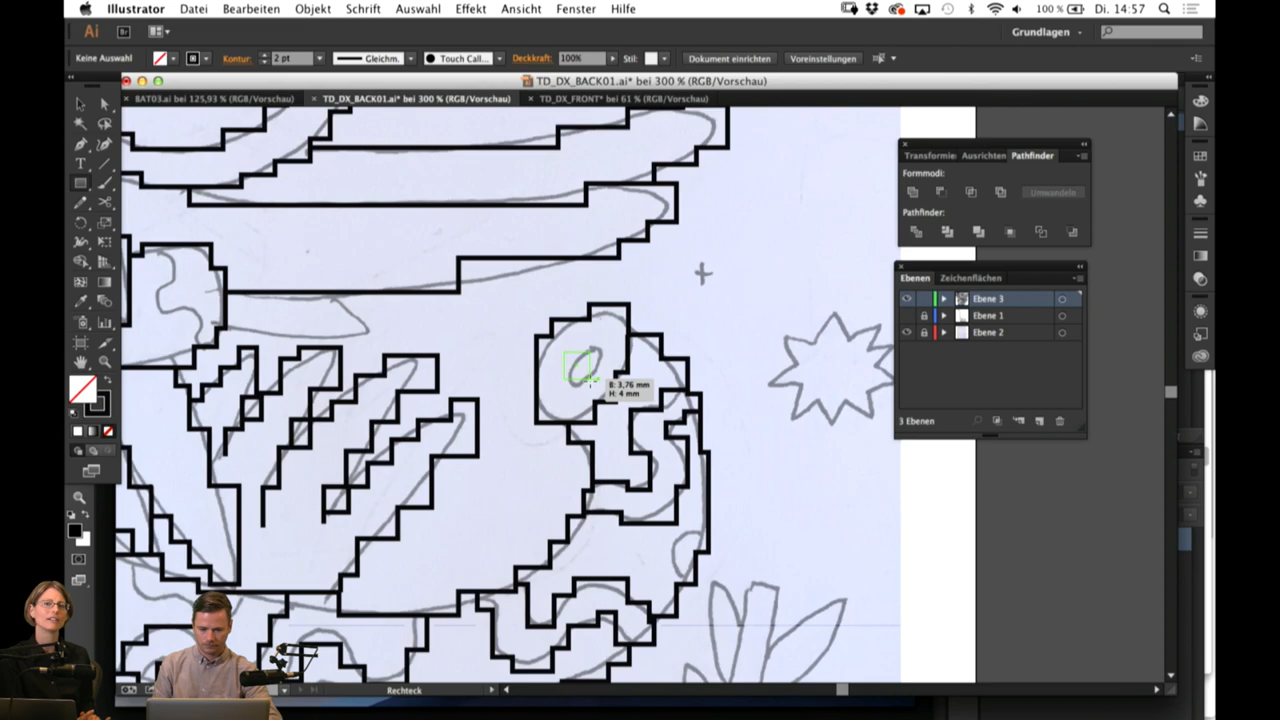 Illustrator Datei Bearbeiten Objekt Schrift Auswahl Effekt Ansicht Fenster Hilfe 100 % Di. 14:57
Ai Br Grundlagen
Keine Auswahl Kontur: 2 pt Gleichm. Touch Call... Deckkraft: 100% Stil: Dokument einrichten Voreinstellungen
TD_DX_BACK01.ai* bei 300 % (RGB/Vorschau)
BAT03.ai bei 125,93 % (RGB/Vorschau) TD_DX_BACK01.ai* bei 300 % (RGB/Vorschau) TD_DX_FRONT* bei 61 % (RGB/Vorschau)
Transformie Ausrichten Pathfinder
Formmodi:
Umwandeln
Pathfinder:
Ebenen Zeichenflächen
Ebene 3
Ebene 1
Ebene 2
3 Ebenen
B: 3,76 mm
H: 4 mm
Rechteck